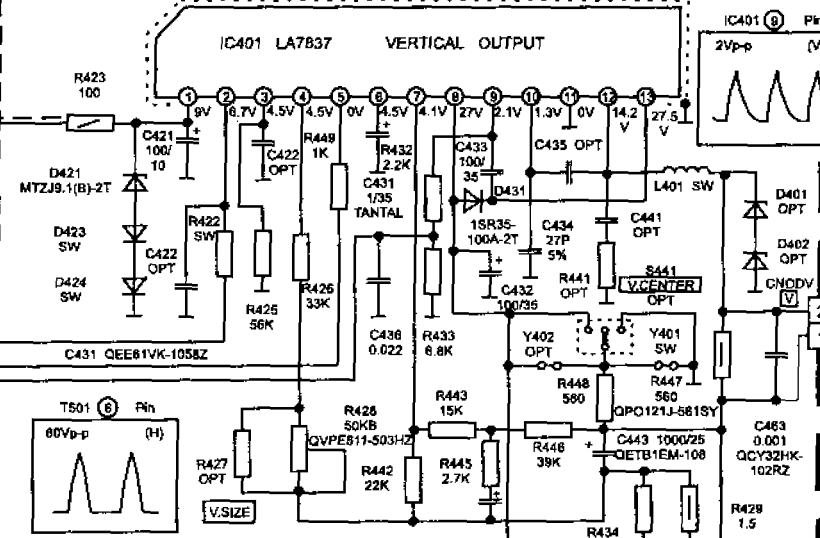 IC401 LA7837 VERTICAL OUTPUT
IC401 ⑧ Pin
2Vp-p (V
R423
100
1 2 3 4 5 6 7 8 9 10 11 12 13
9V 6.7V 4.5V 4.5V 0V 4.5V 4.1V 27V 2.1V 1.3V 0V 14.2 V 27.5 V
C421
100/
10
D421
MTZJ9.1(B)-2T
D423
SW
D424
SW
C422
OPT
R422
SW
C422
OPT
R425
56K
R449
1K
R426
33K
R432
2.2K
C431
1/35
TANTAL
C433
100/
35
D431
1SR35-
100A-2T
C435 OPT
L401 SW
C434
27P
5%
C441
OPT
R441
OPT
C432
100/35
S441
V.CENTER
OPT
D401
OPT
D402
OPT
CNODV
V
C436
0.022
R433
6.8K
Y402
OPT
Y401
SW
C431 QEE61VK-105BZ
R448
560
R447
560
QPO121J-561SY
TS01 ⑥ Pin
60Vp-p (H)
R427
OPT
V.SIZE
R428
50KB
QVPE611-503HZ
R443
15K
R442
22K
R445
2.7K
R446
39K
C443 1000/25
QETB1EM-108
C463
0.001
QCY32HK-
102RZ
R434
R429
1.5